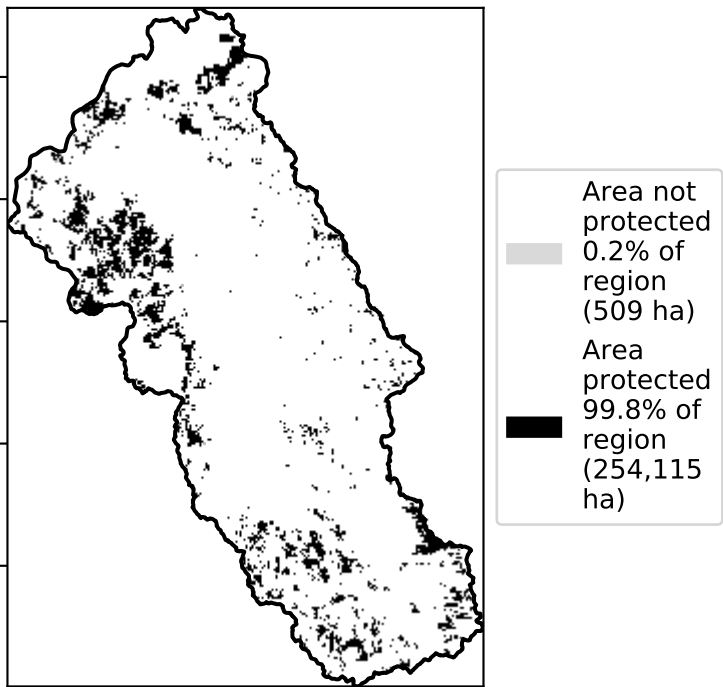 Area not
protected
0.2% of
region
(509 ha)
Area
protected
99.8% of
region
(254,115
ha)